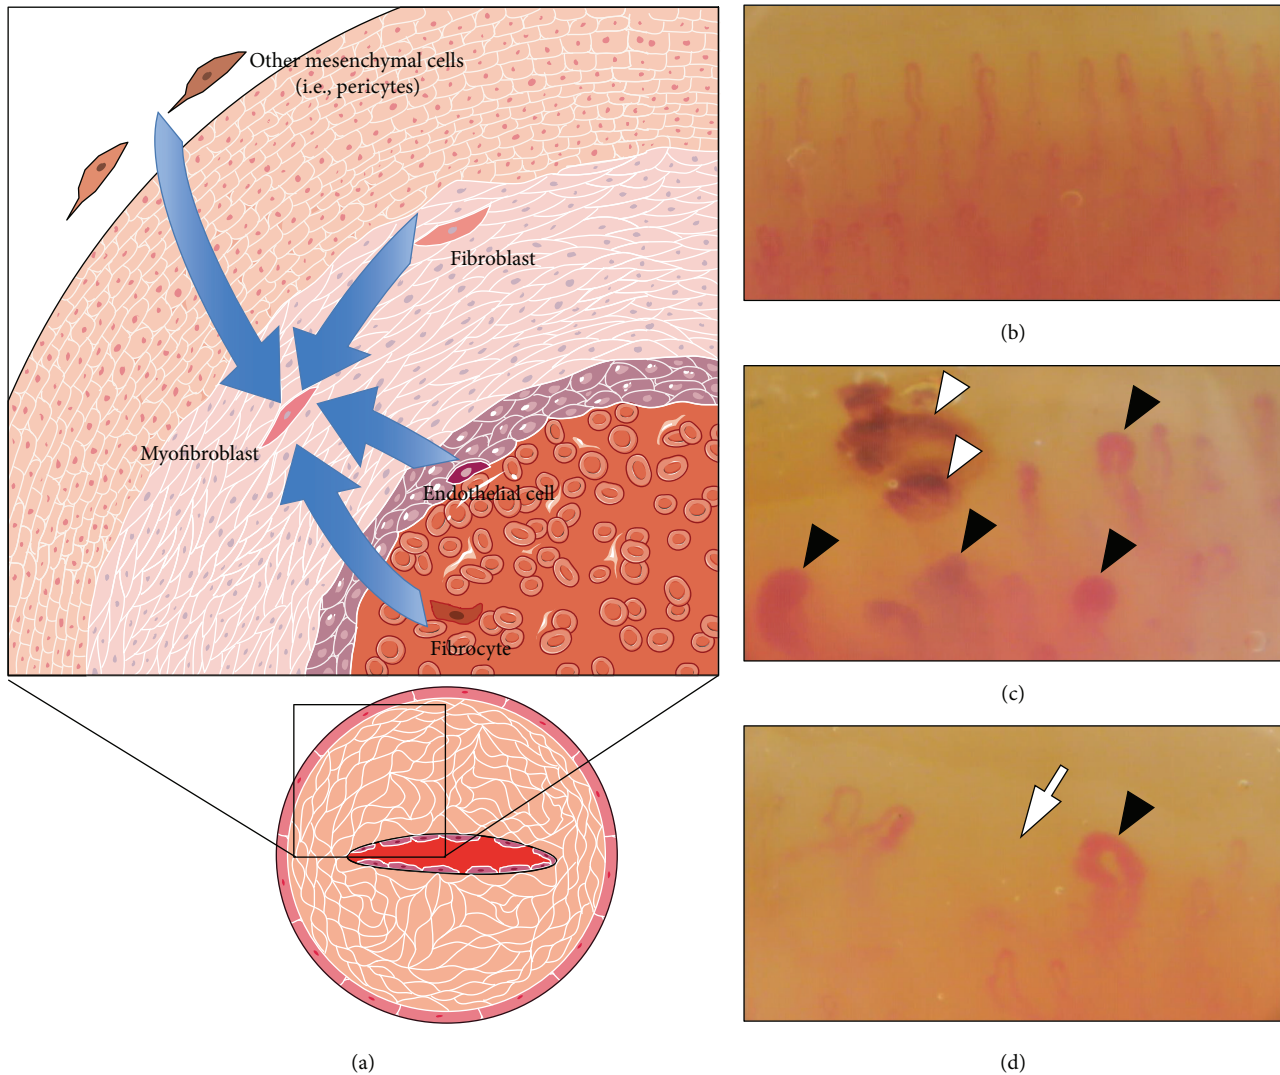 Other mesenchymal cells
(i.e., pericytes)
Fibroblast
Myofibroblast
Endothelial cell
Fibrocyte
(a)
(b)
(c)
(d)